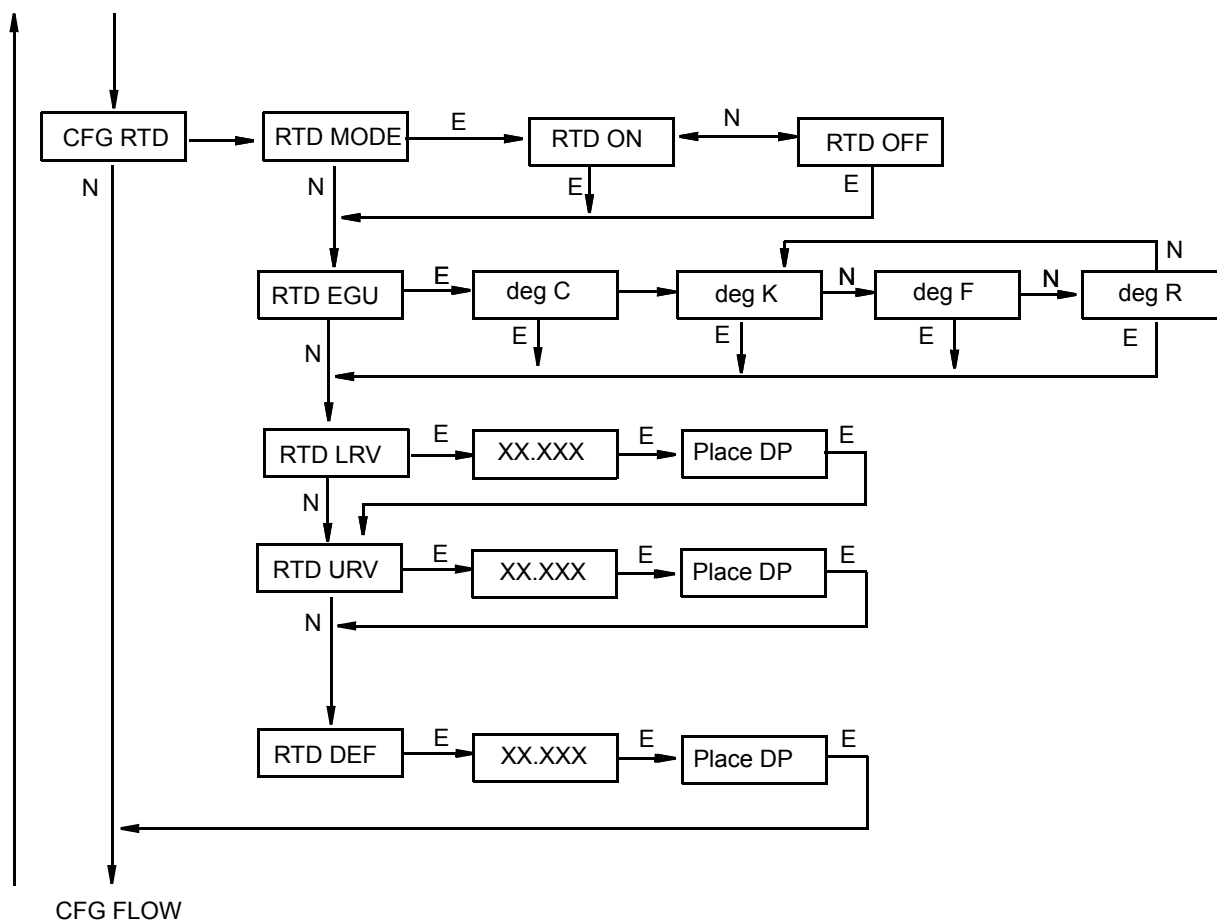 N
CFG RTD
RTD MODE
E
RTD ON
N
RTD OFF
N
N
E
E
N
RTD EGU
E
deg C
deg K
N
deg F
N
deg R
N
E
E
E
E
RTD LRV
E
XX.XXX
E
Place DP
E
N
RTD URV
E
XX.XXX
E
Place DP
E
N
RTD DEF
E
XX.XXX
E
Place DP
E
CFG FLOW